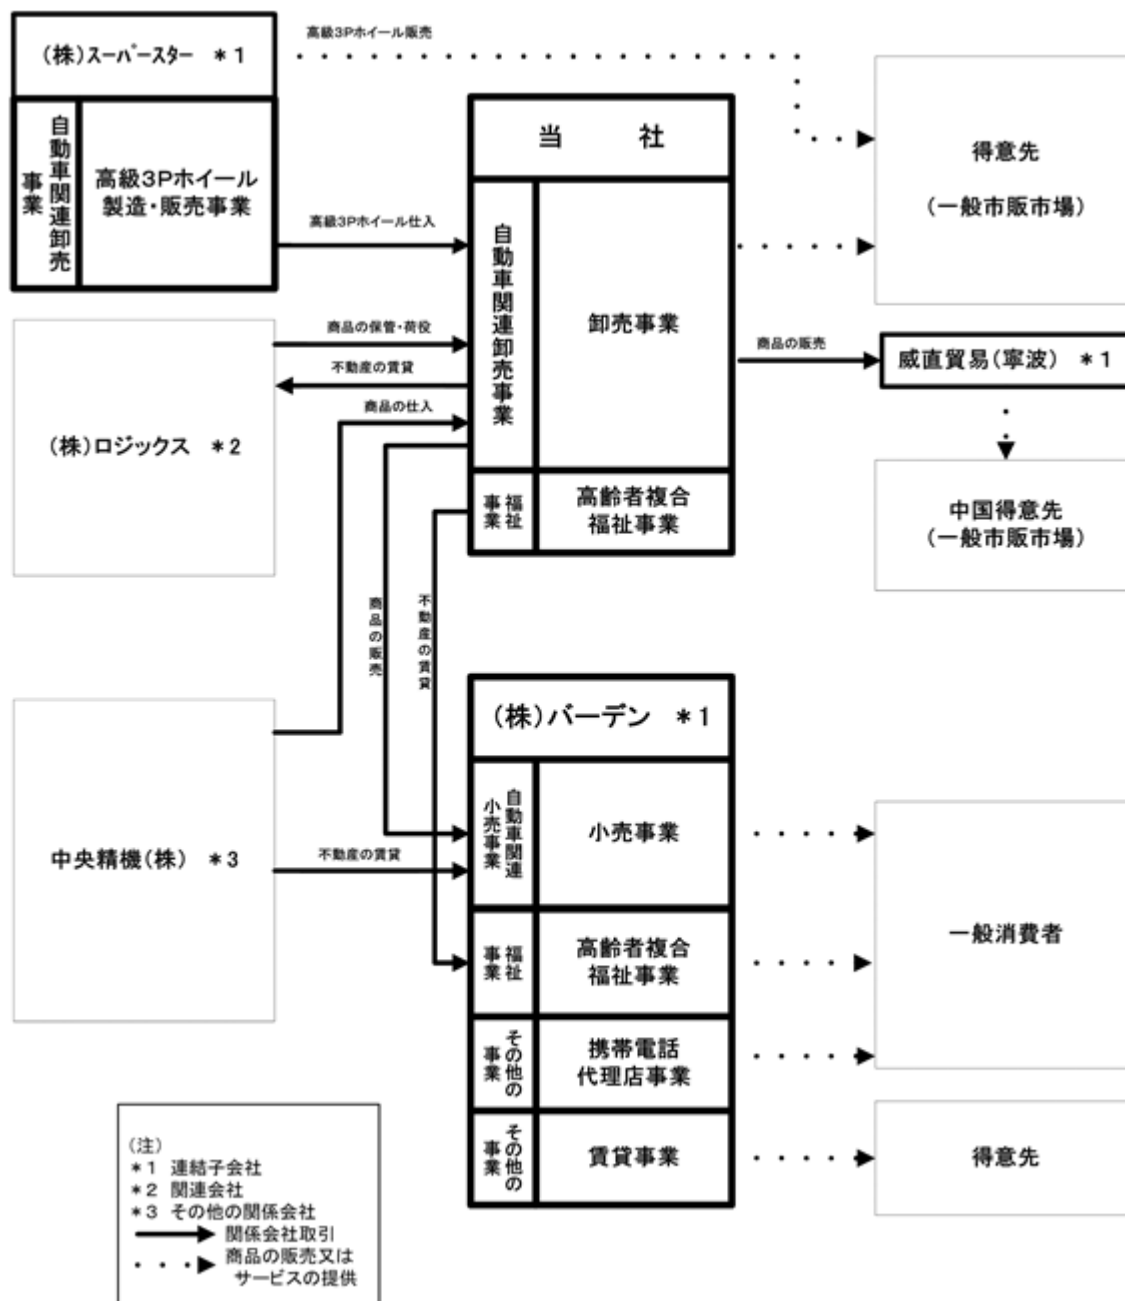 (株)スーパースター ＊1
自動車関連卸売
事業
高級3Pホイール
製造・販売事業
高級3Pホイール販売
高級3Pホイール仕入
当　　社
自動車関連卸売事業
卸売事業
福祉
事業
高齢者複合
福祉事業
得意先
(一般市販市場)
商品の販売
威直貿易(寧波) ＊1
中国得意先
(一般市販市場)
(株)ロジックス ＊2
商品の保管・荷役
不動産の賃貸
商品の仕入
商品の販売
不動産の賃貸
中央精機(株) ＊3
不動産の賃貸
(株)バーデン ＊1
自動車関連
小売事業
小売事業
福祉
事業
高齢者複合
福祉事業
その他の
事業
携帯電話
代理店事業
その他の
事業
賃貸事業
一般消費者
得意先
(注)
＊1 連結子会社
＊2 関連会社
＊3 その他の関係会社
関係会社取引
商品の販売又は
サービスの提供